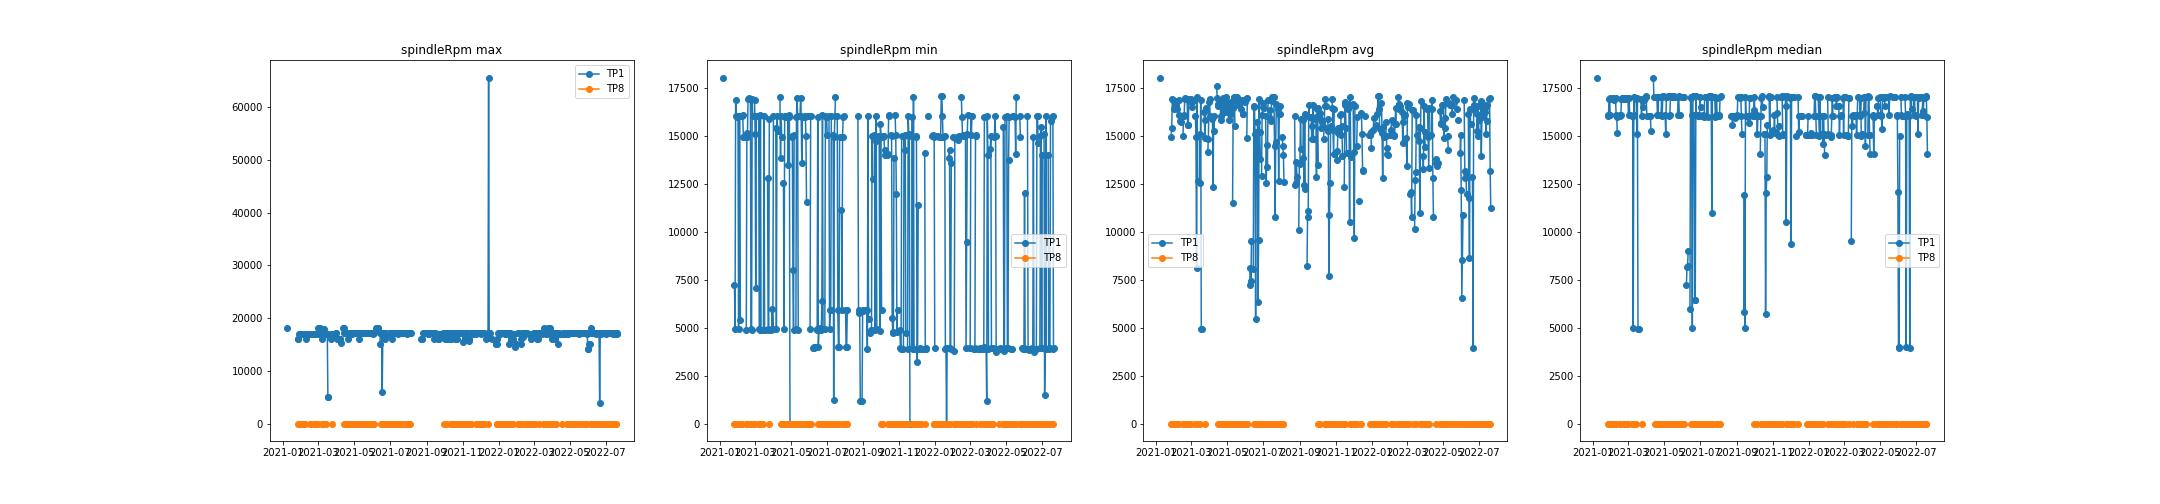 spindleRpm max
60000
50000
40000
30000
20000
10000
0
2021-01 2021-03 2021-05 2021-07 2021-09 2021-11 2022-01 2022-03 2022-05 2022-07
TP1
TP8
spindleRpm min
17500
15000
12500
10000
7500
5000
2500
0
2021-01 2021-03 2021-05 2021-07 2021-09 2021-11 2022-01 2022-03 2022-05 2022-07
TP1
TP8
spindleRpm avg
17500
15000
12500
10000
7500
5000
2500
0
2021-01 2021-03 2021-05 2021-07 2021-09 2021-11 2022-01 2022-03 2022-05 2022-07
TP1
TP8
spindleRpm median
17500
15000
12500
10000
7500
5000
2500
0
2021-01 2021-03 2021-05 2021-07 2021-09 2021-11 2022-01 2022-03 2022-05 2022-07
TP1
TP8